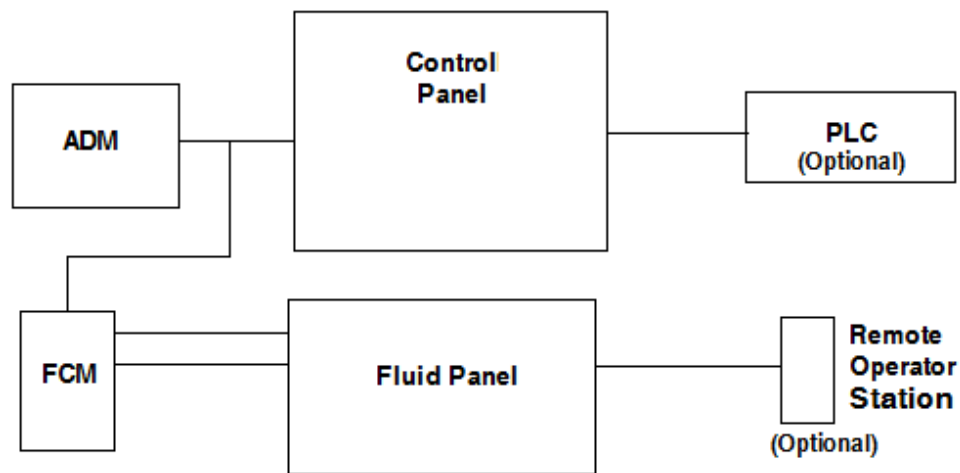 Control
Panel
ADM
PLC
(Optional)
FCM
Fluid Panel
Remote
Operator
Station
(Optional)